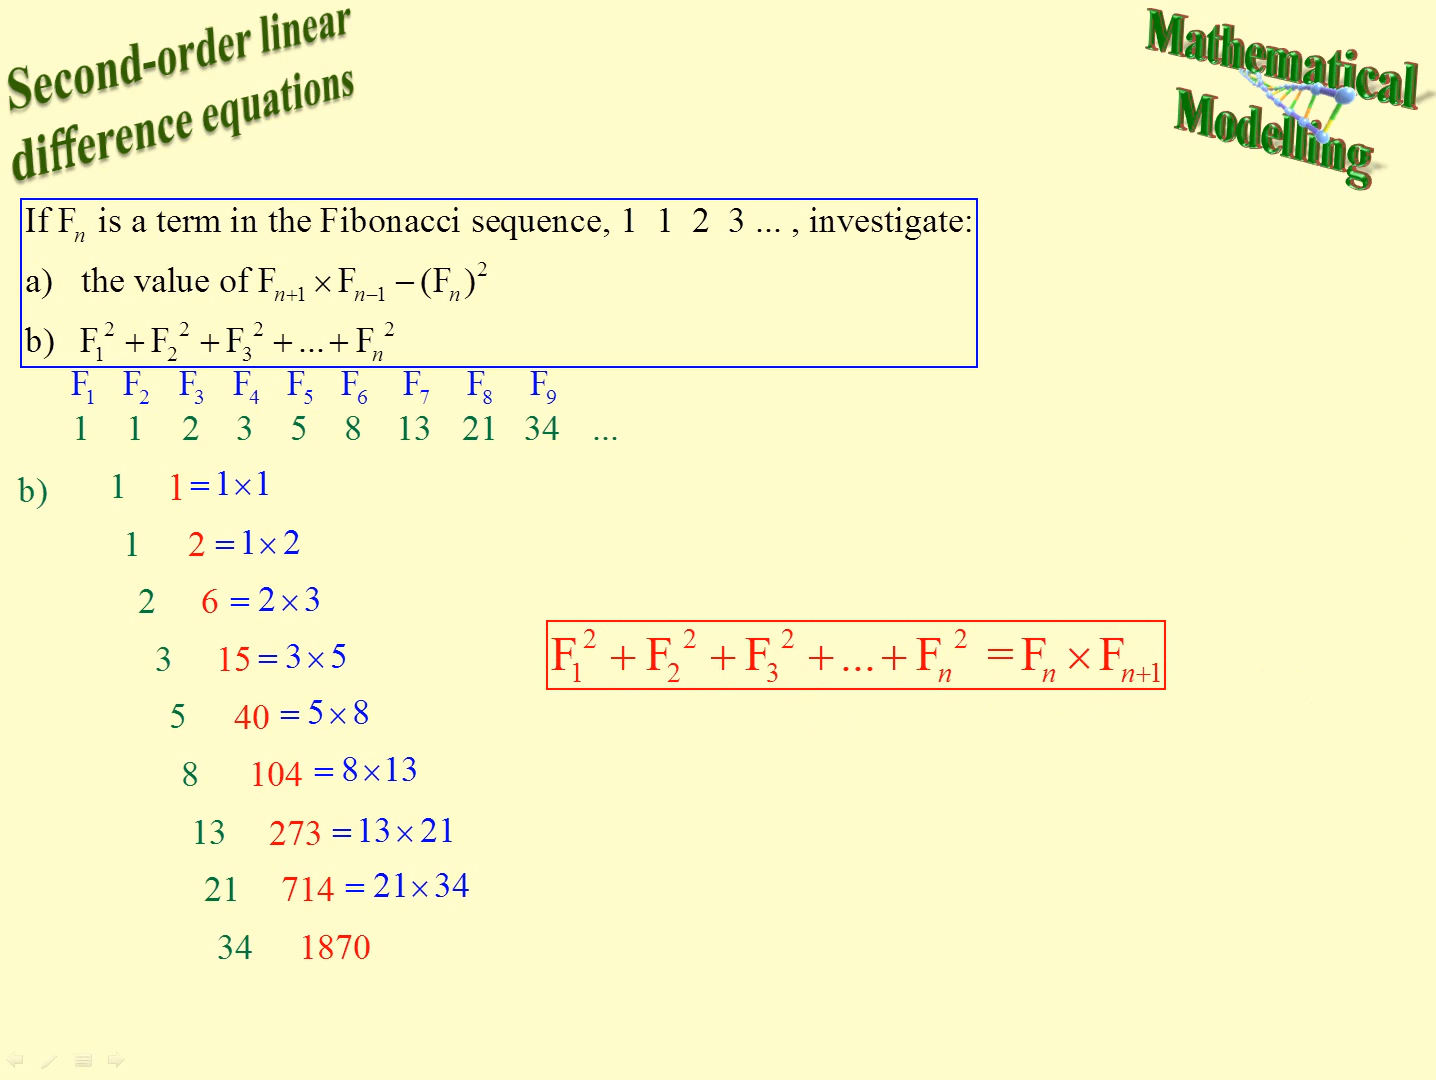 Second-order linear
difference equations
Mathematical
Modelling
If Fₙ is a term in the Fibonacci sequence, 1 1 2 3 ... , investigate:
a) the value of Fₙ₊₁ × Fₙ₋₁ − (Fₙ)²
b) F₁² + F₂² + F₃² + ... + Fₙ²
F₁ F₂ F₃ F₄ F₅ F₆ F₇ F₈ F₉
1 1 2 3 5 8 13 21 34 ...
b) 1 1 = 1 × 1
1 2 = 1 × 2
2 6 = 2 × 3
3 15 = 3 × 5
F₁² + F₂² + F₃² + ... + Fₙ² = Fₙ × Fₙ₊₁
5 40 = 5 × 8
8 104 = 8 × 13
13 273 = 13 × 21
21 714 = 21 × 34
34 1870